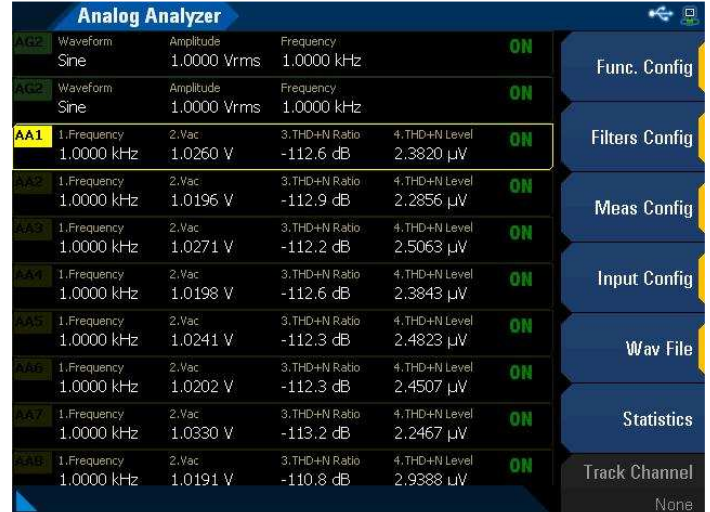 Analog Analyzer
AG2 Waveform Amplitude Frequency ON
Sine 1.0000 Vrms 1.0000 kHz
AG2 Waveform Amplitude Frequency ON
Sine 1.0000 Vrms 1.0000 kHz
AA1 1.Frequency 2.Vac 3.THD+N Ratio 4.THD+N Level ON
1.0000 kHz 1.0260 V -112.6 dB 2.3820 µV
AA2 1.Frequency 2.Vac 3.THD+N Ratio 4.THD+N Level ON
1.0000 kHz 1.0196 V -112.9 dB 2.2856 µV
AA3 1.Frequency 2.Vac 3.THD+N Ratio 4.THD+N Level ON
1.0000 kHz 1.0271 V -112.2 dB 2.5063 µV
AA4 1.Frequency 2.Vac 3.THD+N Ratio 4.THD+N Level ON
1.0000 kHz 1.0198 V -112.6 dB 2.3843 µV
AA5 1.Frequency 2.Vac 3.THD+N Ratio 4.THD+N Level ON
1.0000 kHz 1.0241 V -112.3 dB 2.4823 µV
AA6 1.Frequency 2.Vac 3.THD+N Ratio 4.THD+N Level ON
1.0000 kHz 1.0202 V -112.3 dB 2.4507 µV
AA7 1.Frequency 2.Vac 3.THD+N Ratio 4.THD+N Level ON
1.0000 kHz 1.0330 V -113.2 dB 2.2467 µV
AA8 1.Frequency 2.Vac 3.THD+N Ratio 4.THD+N Level ON
1.0000 kHz 1.0191 V -110.8 dB 2.9388 µV
Func. Config
Filters Config
Meas Config
Input Config
Wav File
Statistics
Track Channel
None